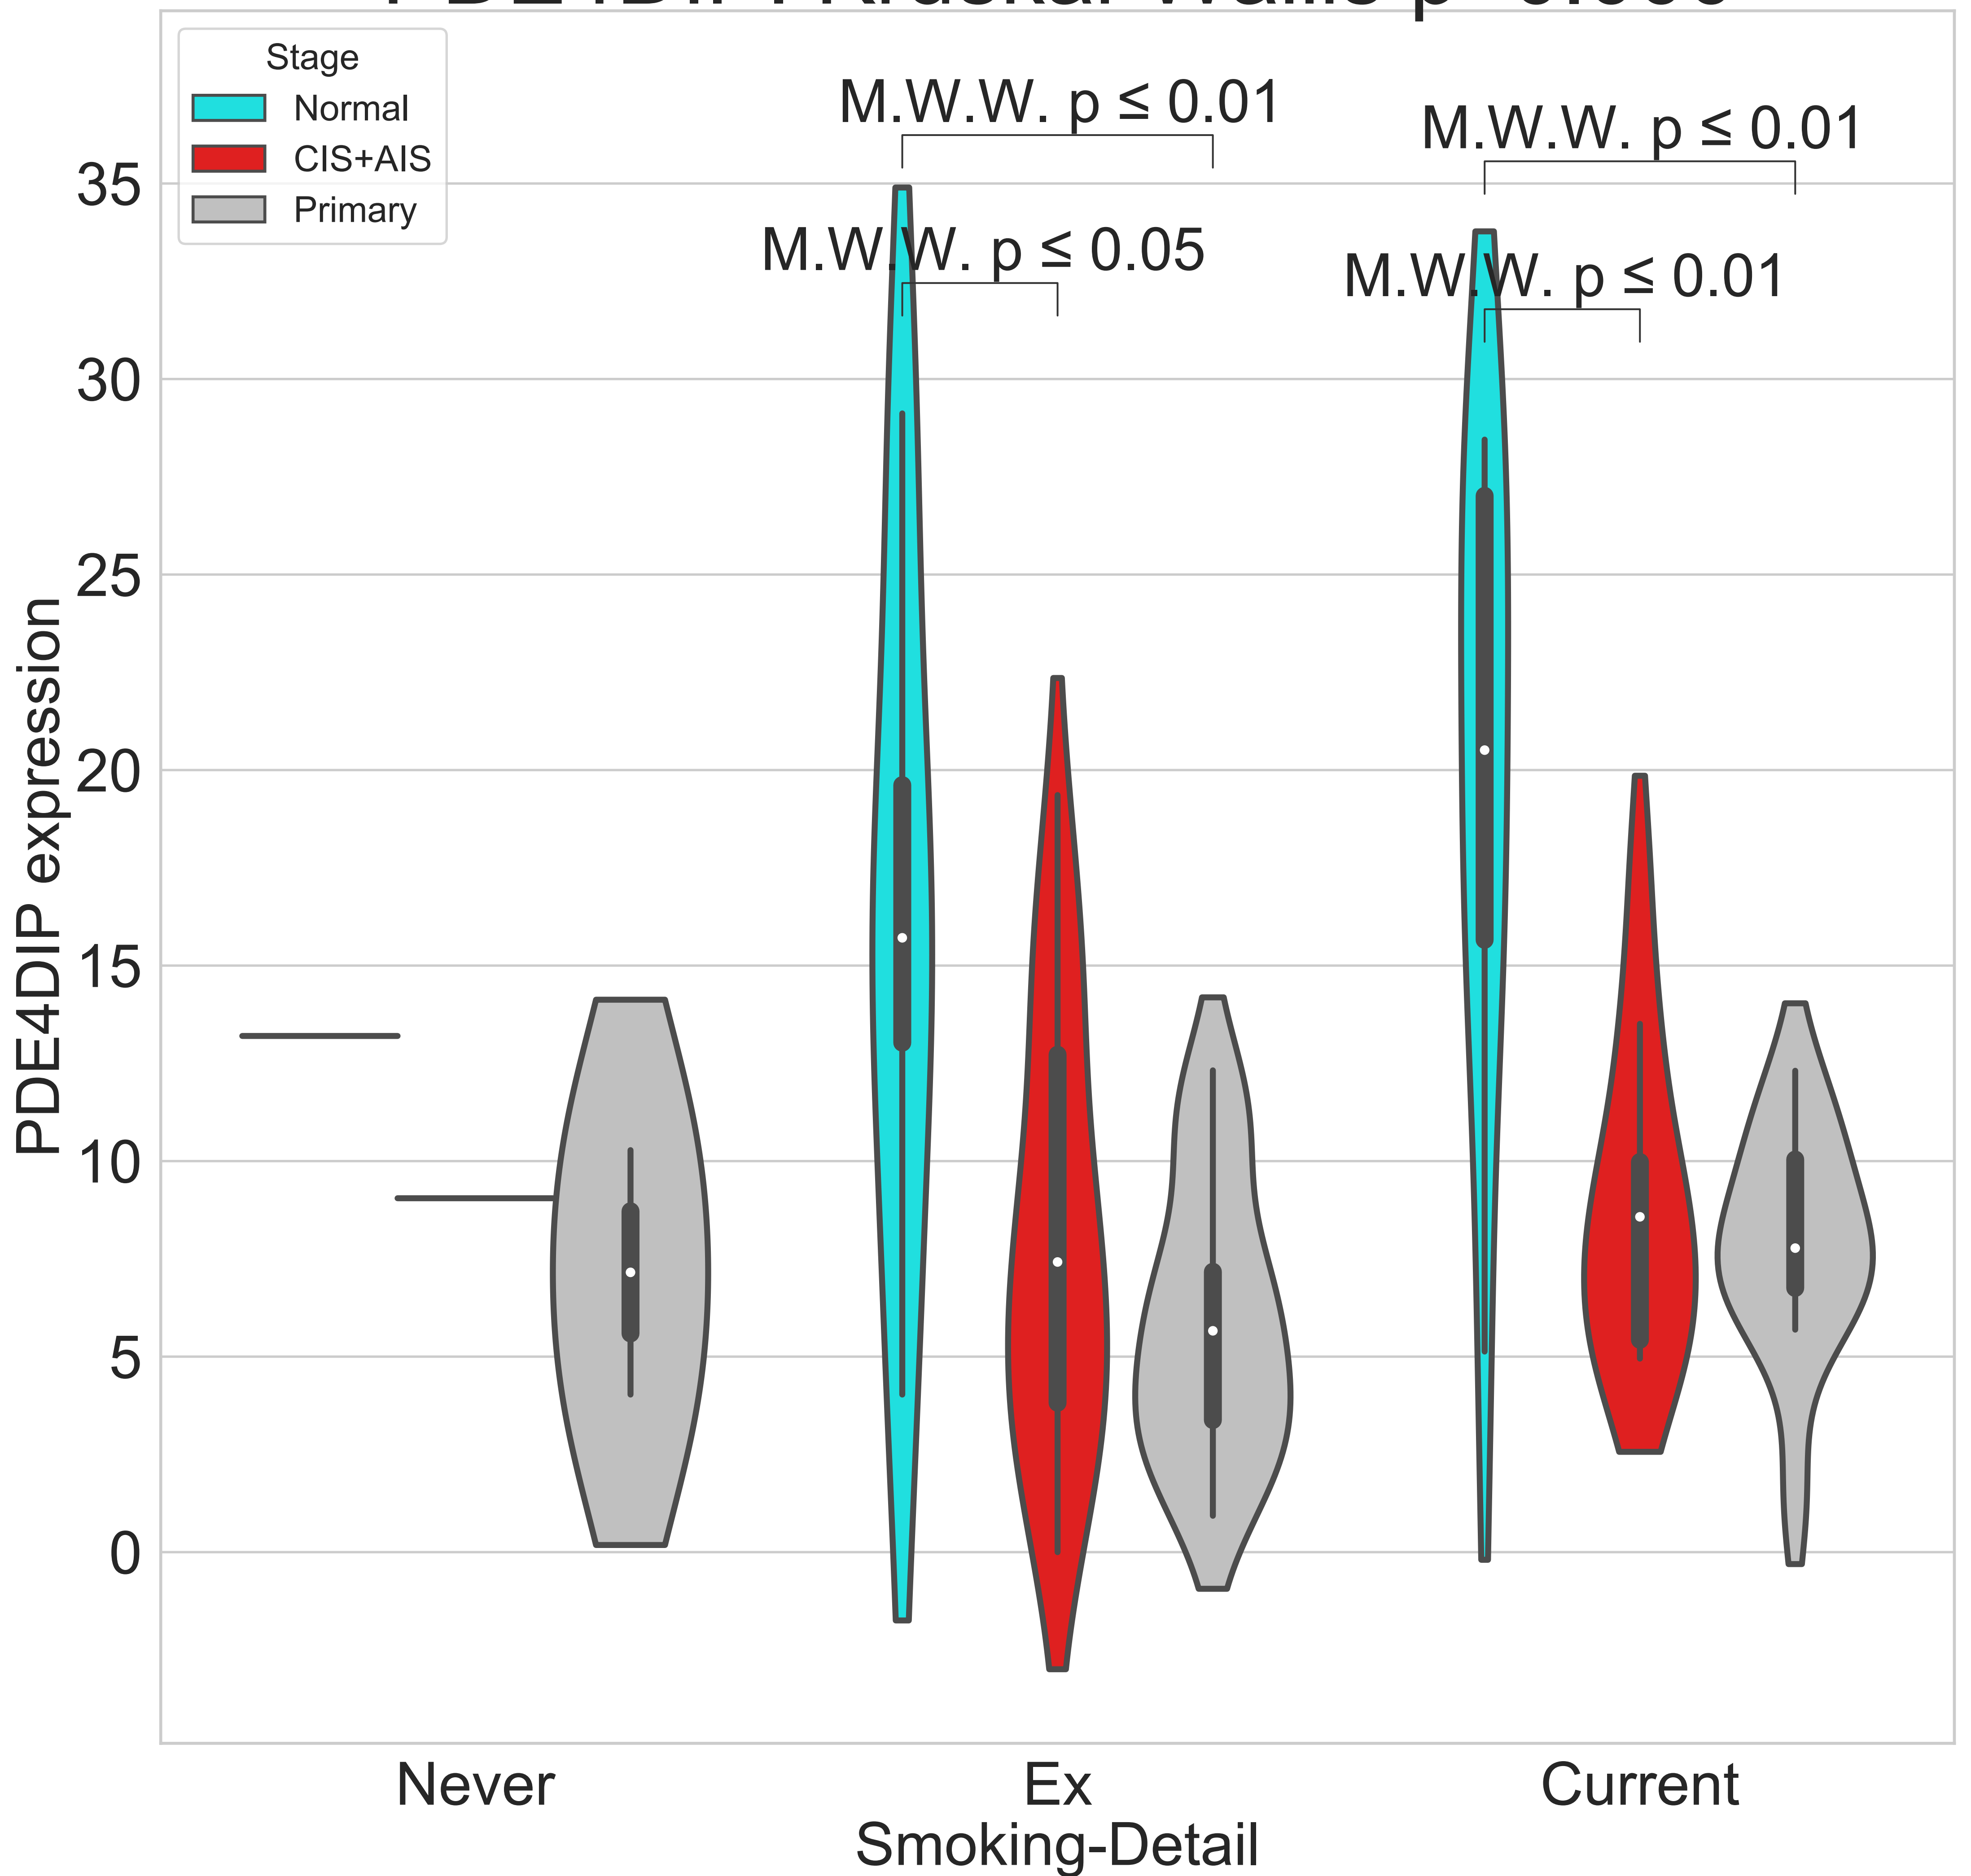 Stage
Normal
CIS+AIS
Primary
M.W.W. p ≤ 0.01
M.W.W. p ≤ 0.01
M.W.W. p ≤ 0.05
M.W.W. p ≤ 0.01
35
30
25
20
15
10
5
0
PDE4DIP expression
Never
Ex
Current
Smoking-Detail